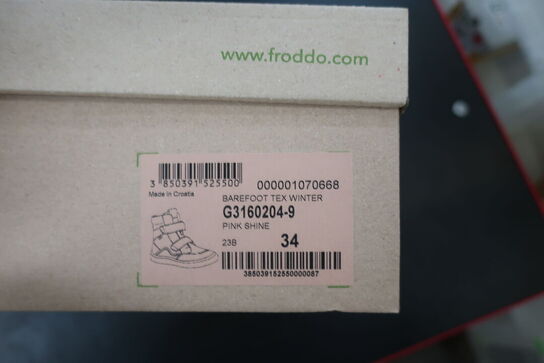 www.froddo.com
3 850391 525500
000001070668
Made in Croatia
BAREFOOT TEX WINTER
G3160204-9
PINK SHINE
23B 34
38503915255000087